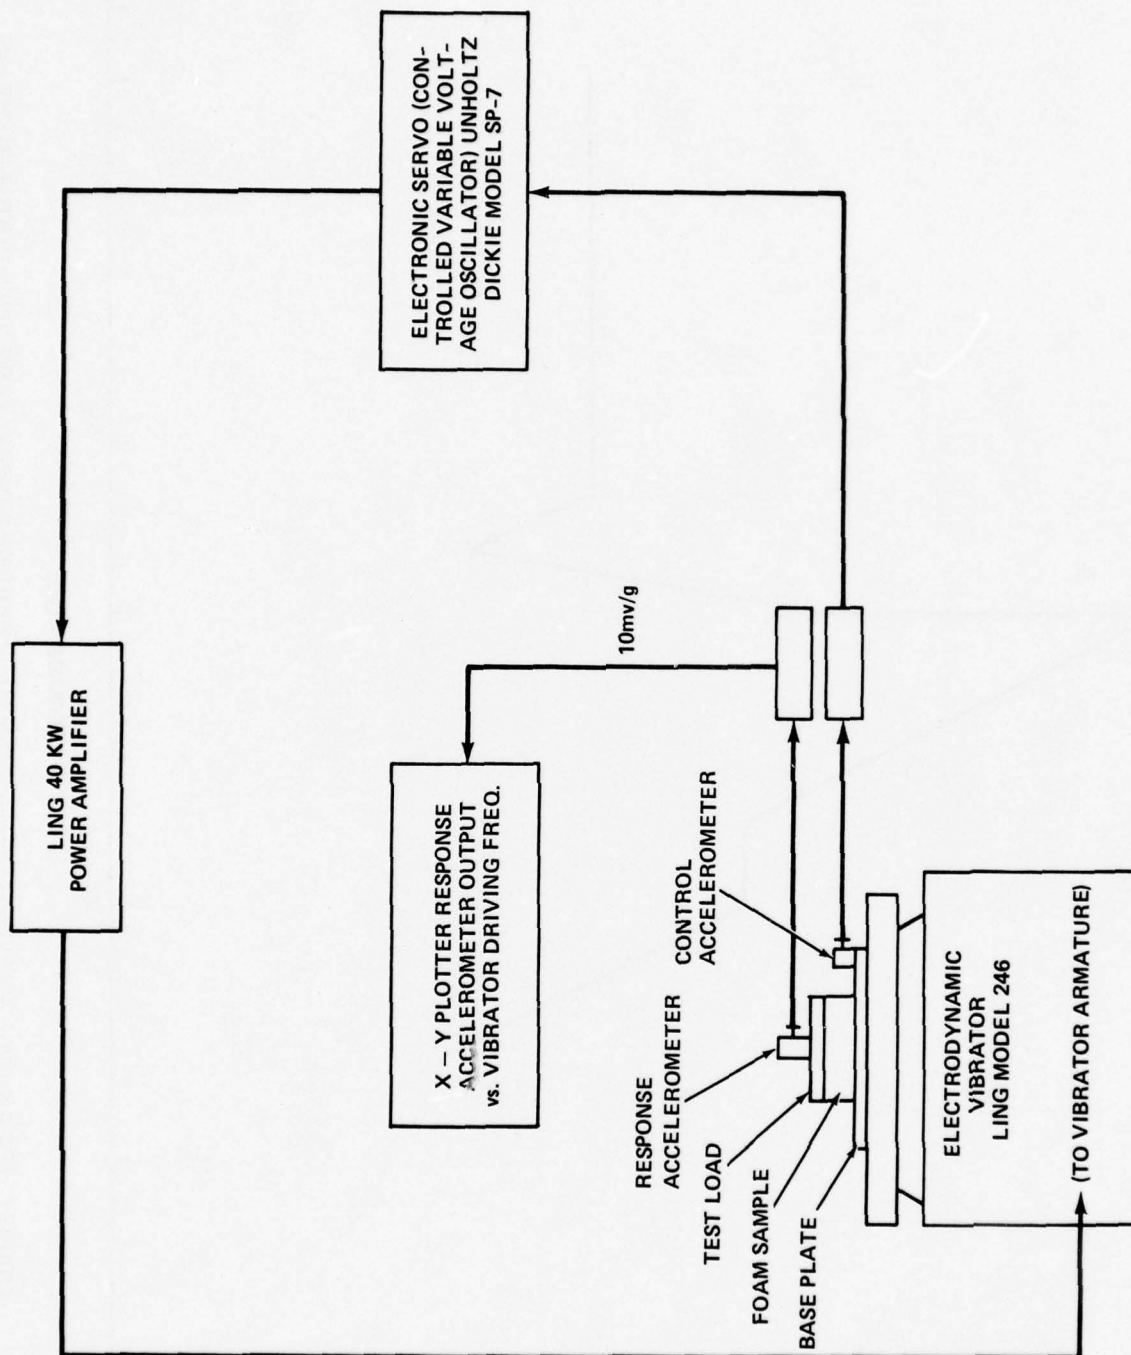 LING 40 KW
POWER AMPLIFIER
ELECTRONIC SERVO (CON-
TROLLED VARIABLE VOLT-
AGE OSCILLATOR) UNHOLTZ
DICKIE MODEL SP-7
X – Y PLOTTER RESPONSE
ACCELEROMETER OUTPUT
vs. VIBRATOR DRIVING FREQ.
10mv/g
RESPONSE
ACCELEROMETER
CONTROL
ACCELEROMETER
TEST LOAD
FOAM SAMPLE
BASE PLATE
ELECTRODYNAMIC
VIBRATOR
LING MODEL 246
(TO VIBRATOR ARMATURE)